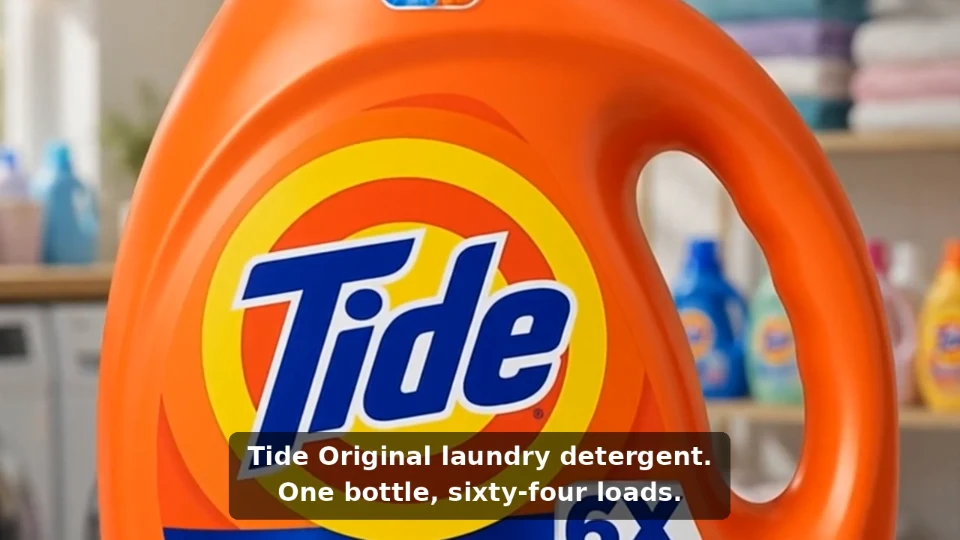 Tide
Tide Original laundry detergent.
One bottle, sixty-four loads.
6X